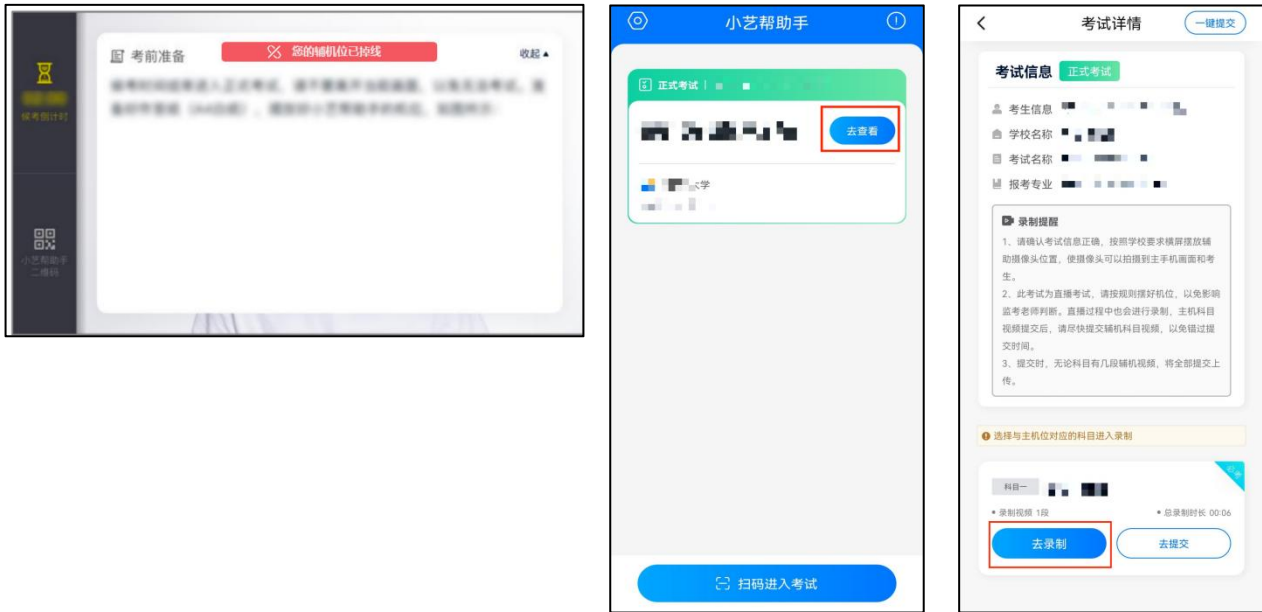 考前准备
您的辅机位已掉线
收起▲
候考倒计时
小艺帮助手
二维码
小艺帮助手
正式考试
去查看
大学
扫码进入考试
考试详情
一键提交
考试信息 正式考试
考生信息
学校名称
考试名称
报考专业
录制提醒
1、请确认考试信息正确，按照学校要求横屏摆放辅
助摄像头位置，使摄像头可以拍摄到主手机画面和考
生。
2、此考试为直播考试，请按规则摆好机位，以免影响
监考老师判断。直播过程中也会进行录制，主机科目
视频提交后，请尽快提交辅机科目视频，以免错过提
交时间。
3、提交时，无论科目有几段辅机视频，将全部提交上
传。
选择与主机位对应的科目进入录制
科目一
• 录制视频 1段
• 总录制时长 00:06
去录制
去提交